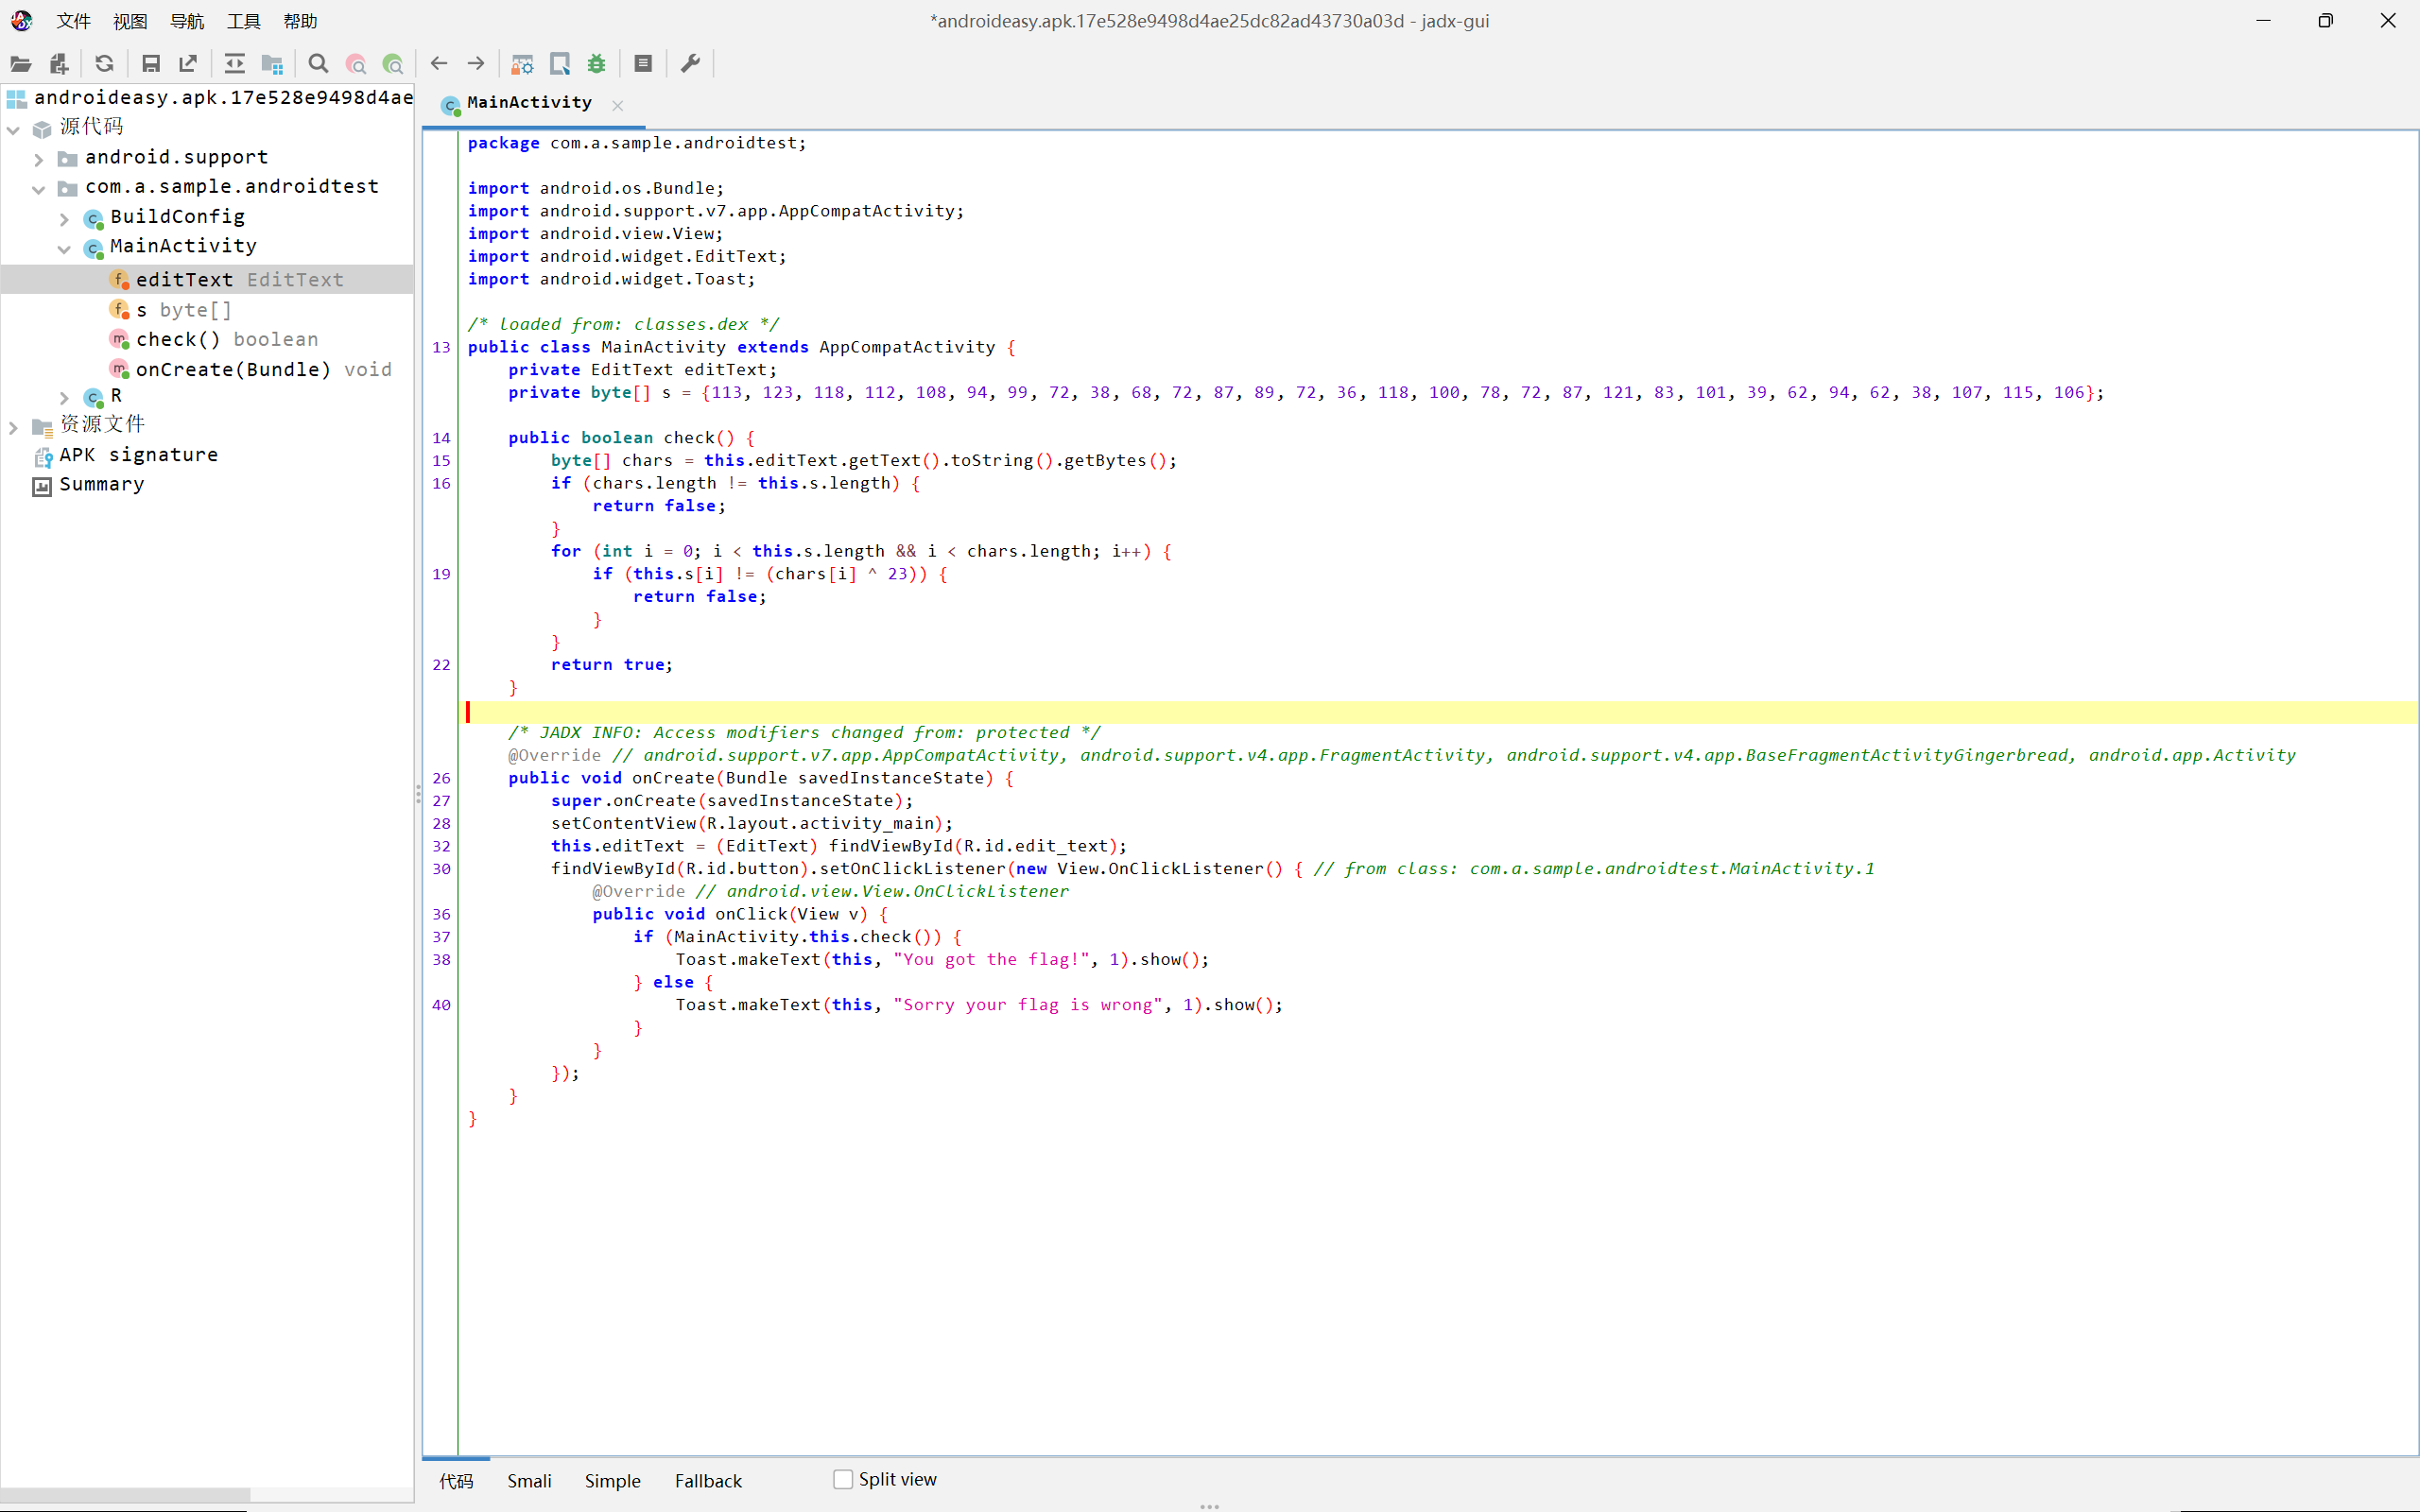 文件 视图 导航 工具 帮助
*androideasy.apk.17e528e9498d4ae25dc82ad43730a03d - jadx-gui
androideasy.apk.17e528e9498d4ae
源代码
android.support
com.a.sample.androidtest
BuildConfig
MainActivity
editText EditText
s byte[]
check() boolean
onCreate(Bundle) void
R
资源文件
APK signature
Summary
MainActivity
package com.a.sample.androidtest;
import android.os.Bundle;
import android.support.v7.app.AppCompatActivity;
import android.view.View;
import android.widget.EditText;
import android.widget.Toast;
/* loaded from: classes.dex */
13 public class MainActivity extends AppCompatActivity {
private EditText editText;
private byte[] s = {113, 123, 118, 112, 108, 94, 99, 72, 38, 68, 72, 87, 89, 72, 36, 118, 100, 78, 72, 87, 121, 83, 101, 39, 62, 94, 62, 38, 107, 115, 106};
14 public boolean check() {
15 byte[] chars = this.editText.getText().toString().getBytes();
16 if (chars.length != this.s.length) {
return false;
}
for (int i = 0; i < this.s.length && i < chars.length; i++) {
19 if (this.s[i] != (chars[i] ^ 23)) {
return false;
}
}
22 return true;
}
/* JADX INFO: Access modifiers changed from: protected */
@Override // android.support.v7.app.AppCompatActivity, android.support.v4.app.FragmentActivity, android.support.v4.app.BaseFragmentActivityGingerbread, android.app.Activity
26 public void onCreate(Bundle savedInstanceState) {
27 super.onCreate(savedInstanceState);
28 setContentView(R.layout.activity_main);
32 this.editText = (EditText) findViewById(R.id.edit_text);
30 findViewById(R.id.button).setOnClickListener(new View.OnClickListener() { // from class: com.a.sample.androidtest.MainActivity.1
@Override // android.view.View.OnClickListener
36 public void onClick(View v) {
37 if (MainActivity.this.check()) {
38 Toast.makeText(this, "You got the flag!", 1).show();
} else {
40 Toast.makeText(this, "Sorry your flag is wrong", 1).show();
}
}
});
}
}
代码 Smali Simple Fallback Split view